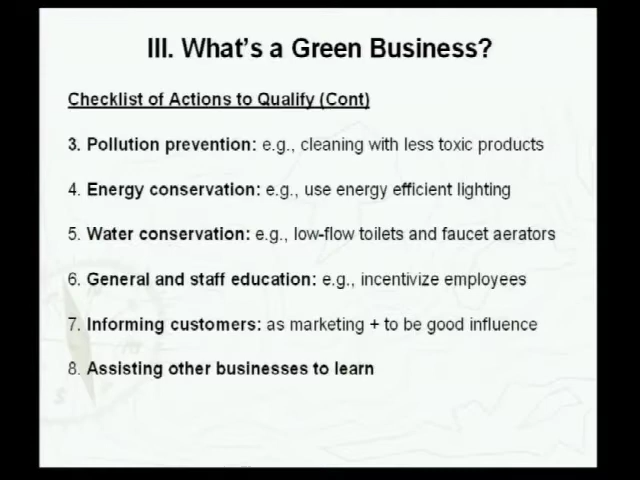 III. What's a Green Business?
Checklist of Actions to Qualify (Cont)
3. Pollution prevention: e.g., cleaning with less toxic products
4. Energy conservation: e.g., use energy efficient lighting
5. Water conservation: e.g., low-flow toilets and faucet aerators
6. General and staff education: e.g., incentivize employees
7. Informing customers: as marketing + to be good influence
8. Assisting other businesses to learn